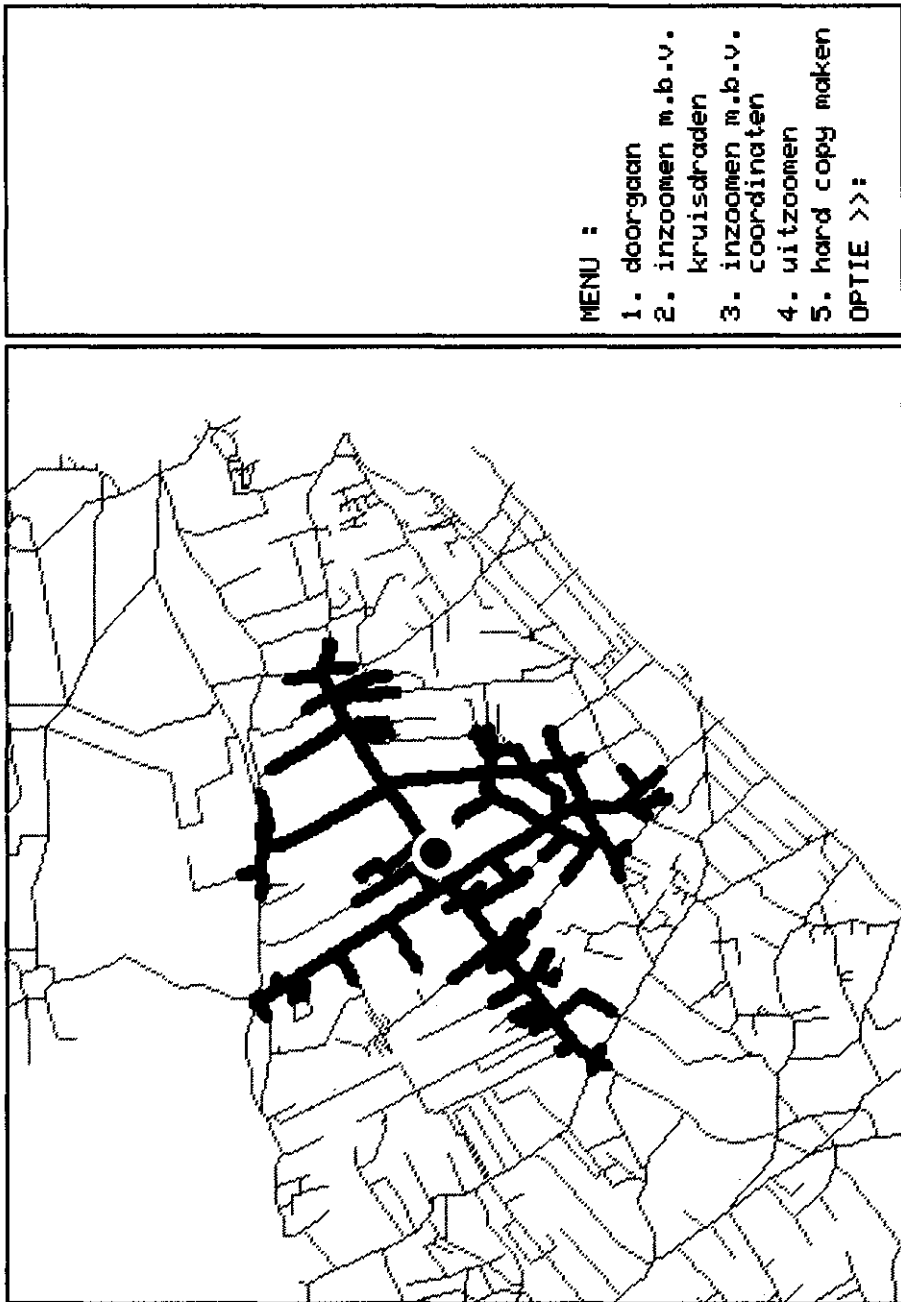 MENU :
1. doorgaan
2. inzoomen m.b.v.
kruisdraden
3. inzoomen m.b.v.
coordinaten
4. uitzoomen
5. hard copy maken
OPTIE >>: